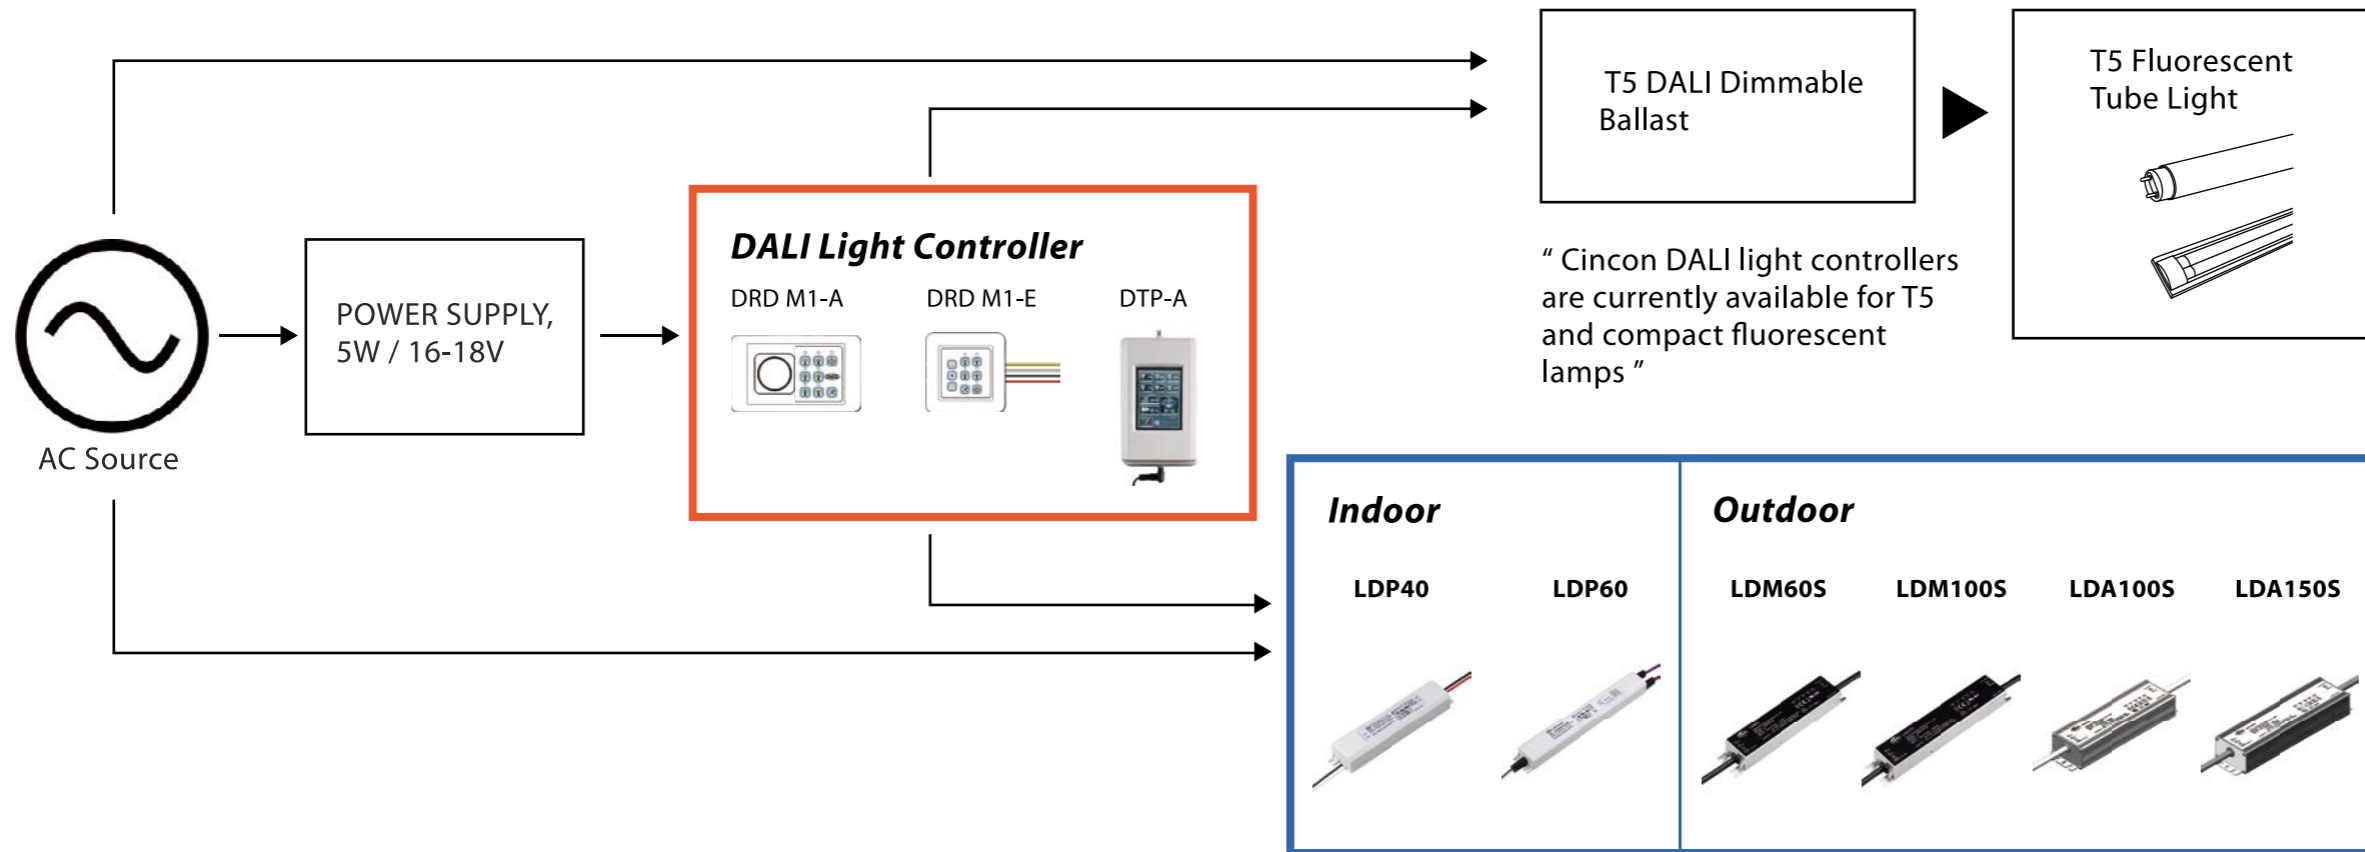 T5 DALI Dimmable
Ballast
T5 Fluorescent
Tube Light
DALI Light Controller
DRD M1-A
DRD M1-E
DTP-A
POWER SUPPLY,
5W / 16-18V
AC Source
“ Cincon DALI light controllers
are currently available for T5
and compact fluorescent
lamps ”
Indoor
Outdoor
LDP40
LDP60
LDM60S
LDM100S
LDA100S
LDA150S